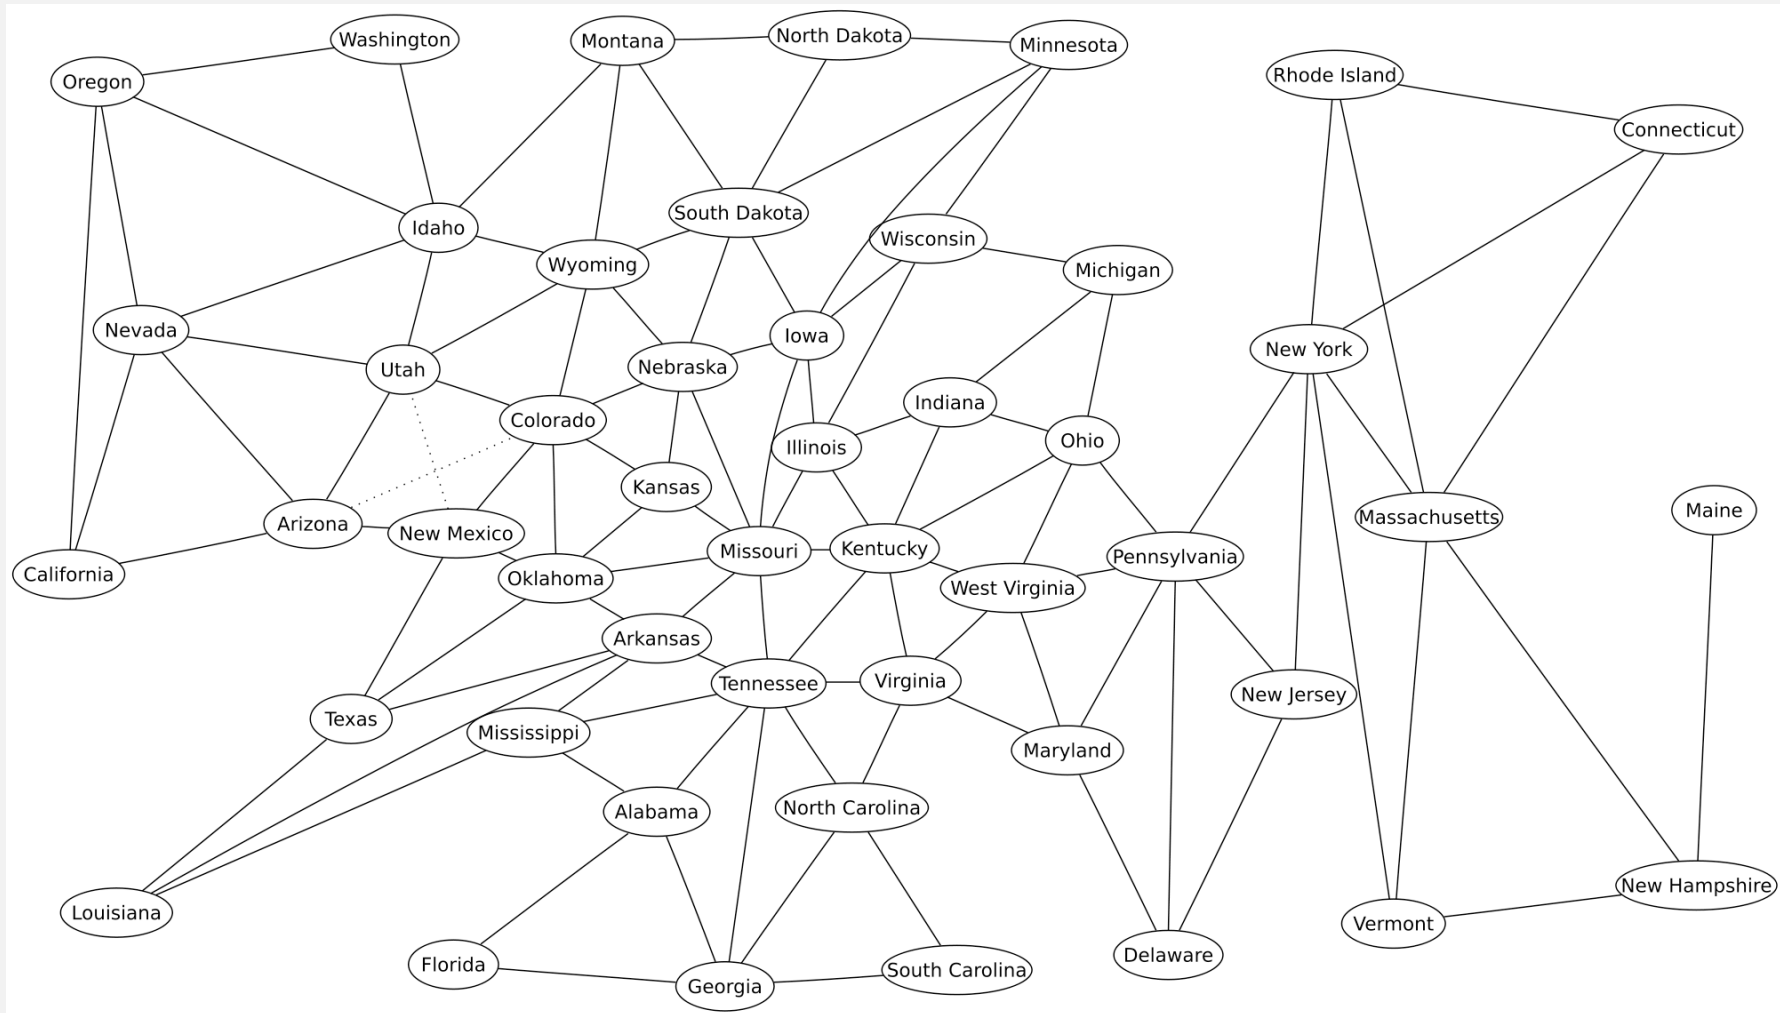 Washington
Montana
North Dakota
Minnesota
Oregon
Rhode Island
Connecticut
Idaho
South Dakota
Wisconsin
Wyoming
Michigan
Nevada
Iowa
New York
Utah
Nebraska
Colorado
Indiana
Ohio
Illinois
Kansas
Arizona
New Mexico
Massachusetts
Maine
California
Oklahoma
Missouri
Kentucky
Pennsylvania
West Virginia
Arkansas
Tennessee
Virginia
New Jersey
Texas
Mississippi
Maryland
Alabama
North Carolina
Louisiana
New Hampshire
Vermont
Florida
Georgia
South Carolina
Delaware